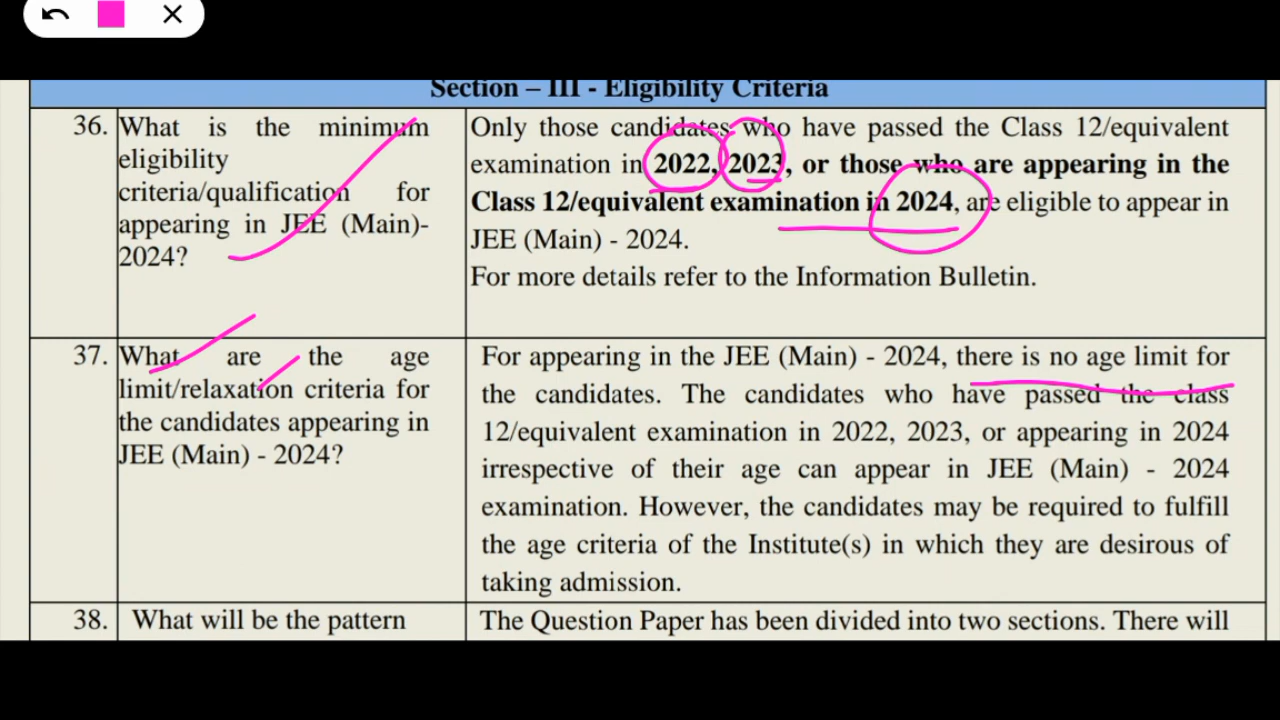 Section – III - Eligibility Criteria
36.
What is the minimum
eligibility
criteria/qualification for
appearing in JEE (Main)-
2024?
Only those candidates who have passed the Class 12/equivalent
examination in 2022, 2023, or those who are appearing in the
Class 12/equivalent examination in 2024, are eligible to appear in
JEE (Main) - 2024.
For more details refer to the Information Bulletin.
37.
What are the age
limit/relaxation criteria for
the candidates appearing in
JEE (Main) - 2024?
For appearing in the JEE (Main) - 2024, there is no age limit for
the candidates. The candidates who have passed the class
12/equivalent examination in 2022, 2023, or appearing in 2024
irrespective of their age can appear in JEE (Main) - 2024
examination. However, the candidates may be required to fulfill
the age criteria of the Institute(s) in which they are desirous of
taking admission.
38.
What will be the pattern
The Question Paper has been divided into two sections. There will